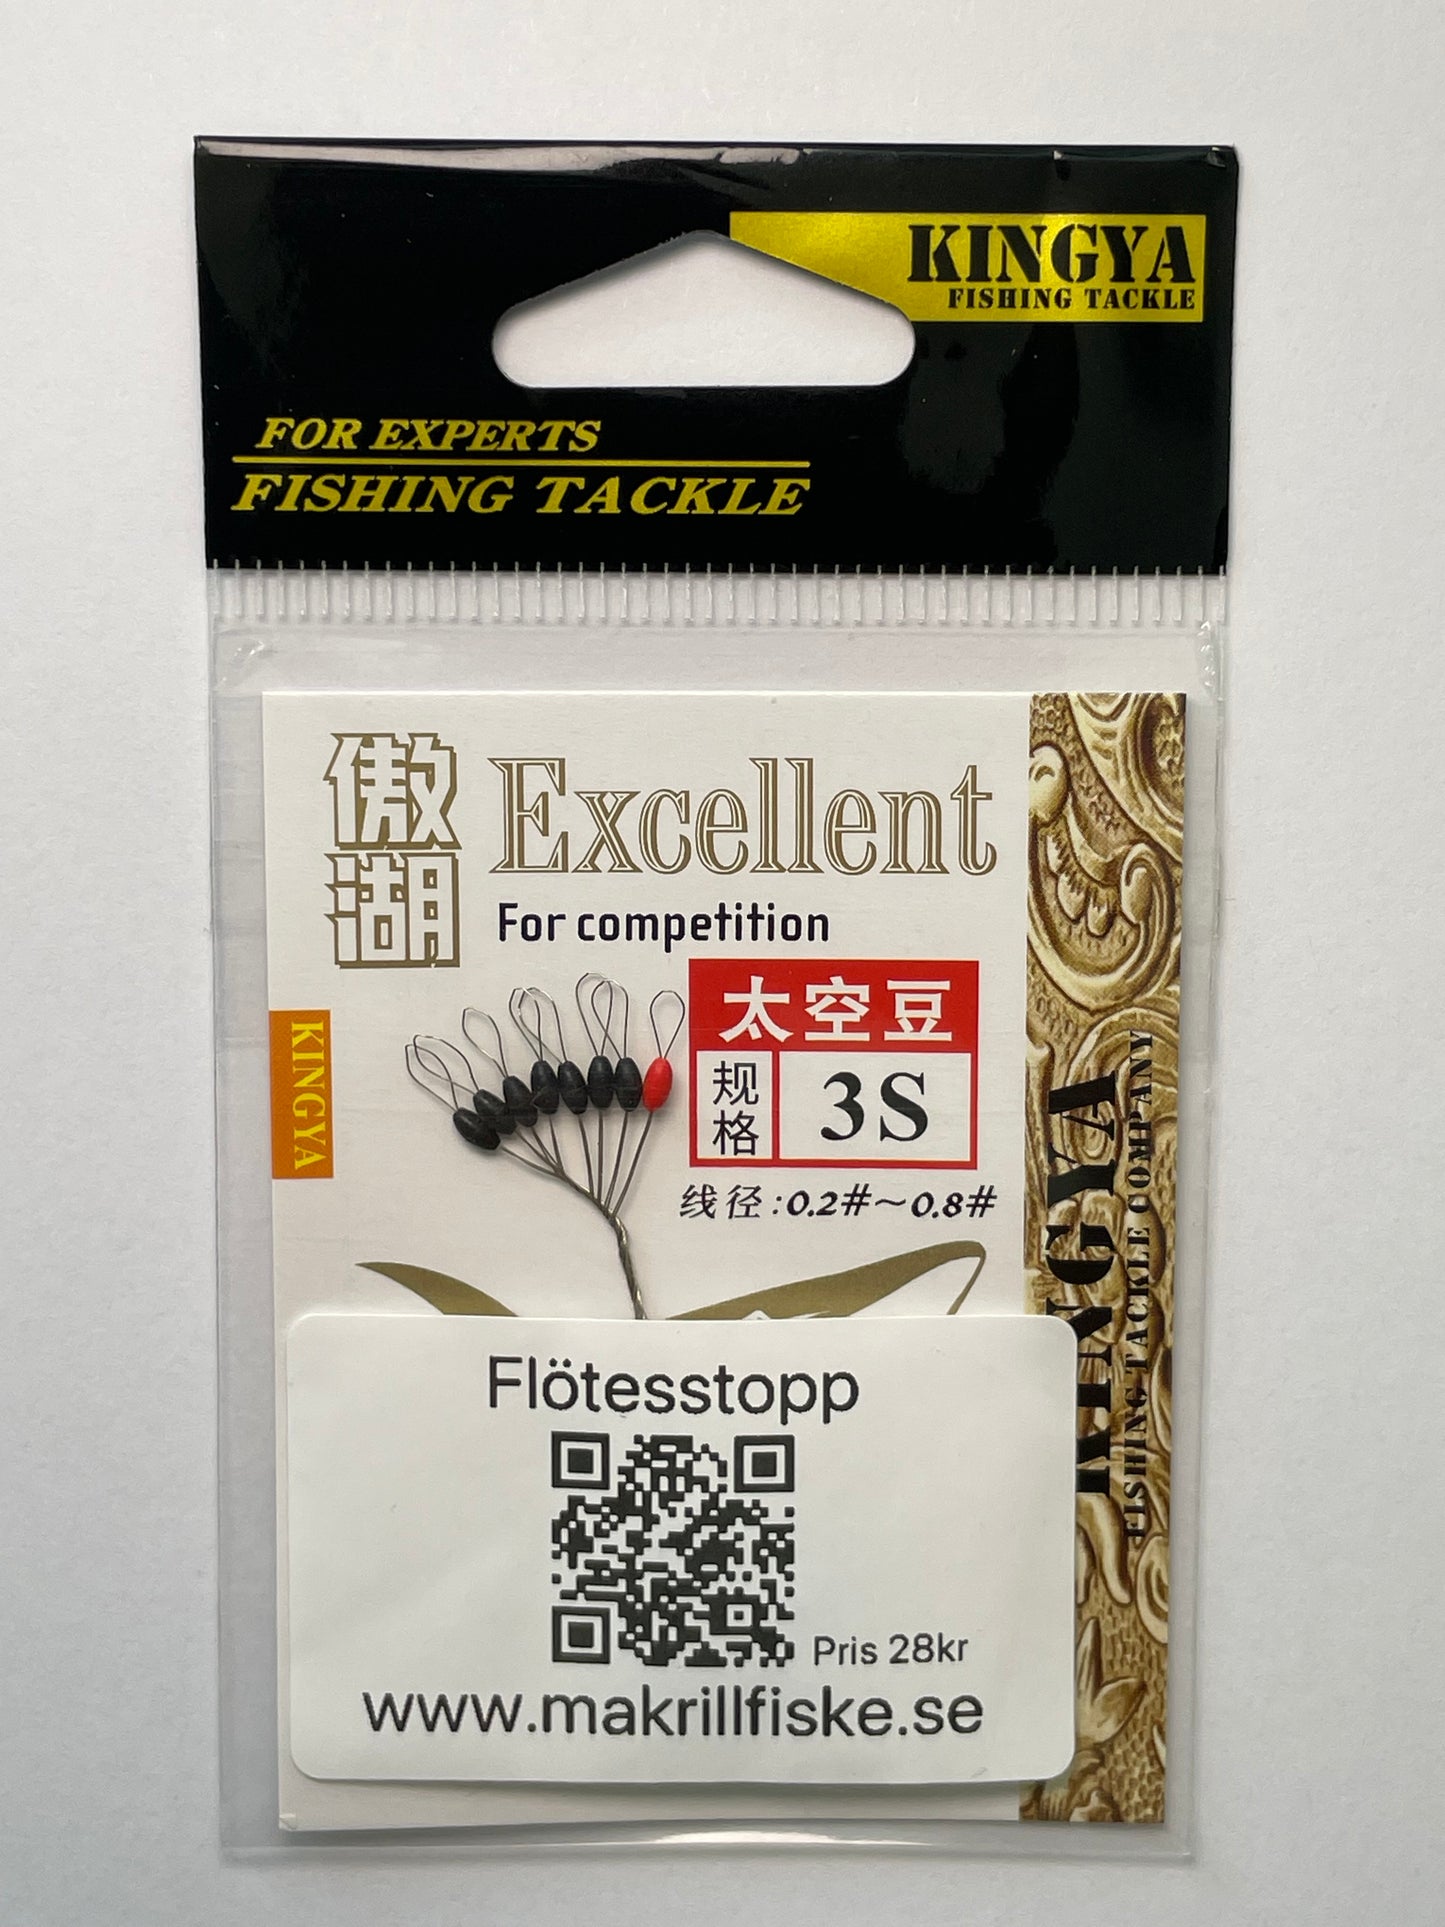 KINGYA
FISHING TACKLE
FOR EXPERTS
FISHING TACKLE
傲湖
Excellent
For competition
KINGYA
太空豆
规格
3S
线径:0.2#~0.8#
KINGYA
FISHING TACKLE COMPANY
Flötesstopp
Pris 28kr
www.makrillfiske.se